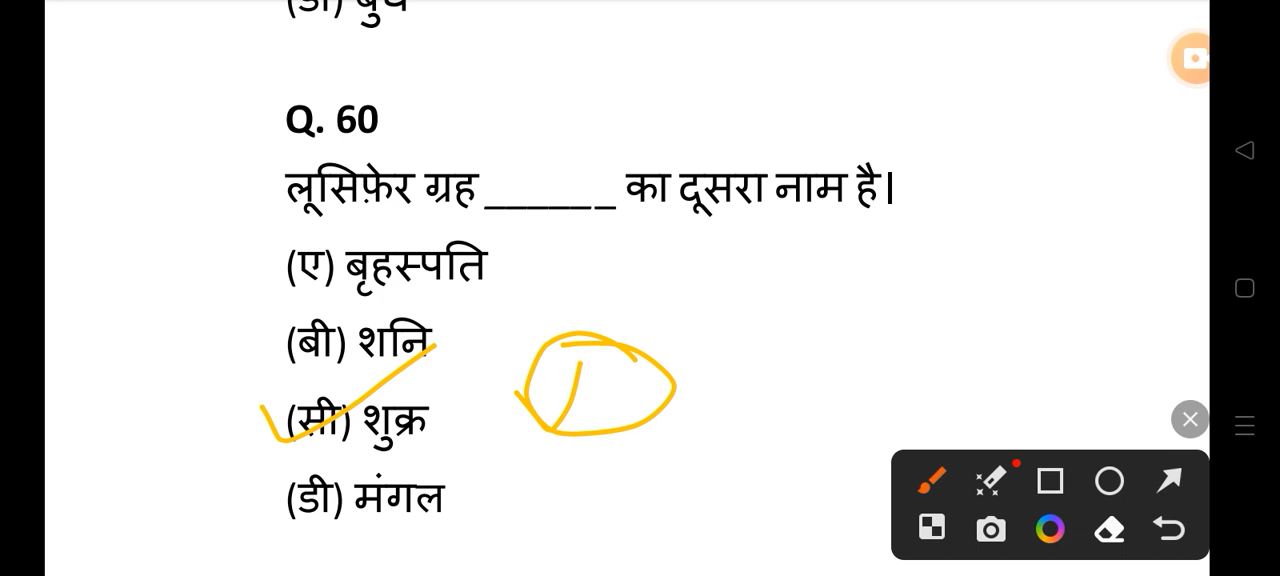 (डी) बुध
Q. 60
लूसिफ़ेर ग्रह ______ का दूसरा नाम है।
(ए) बृहस्पति
(बी) शनि
(सी) शुक्र
(डी) मंगल